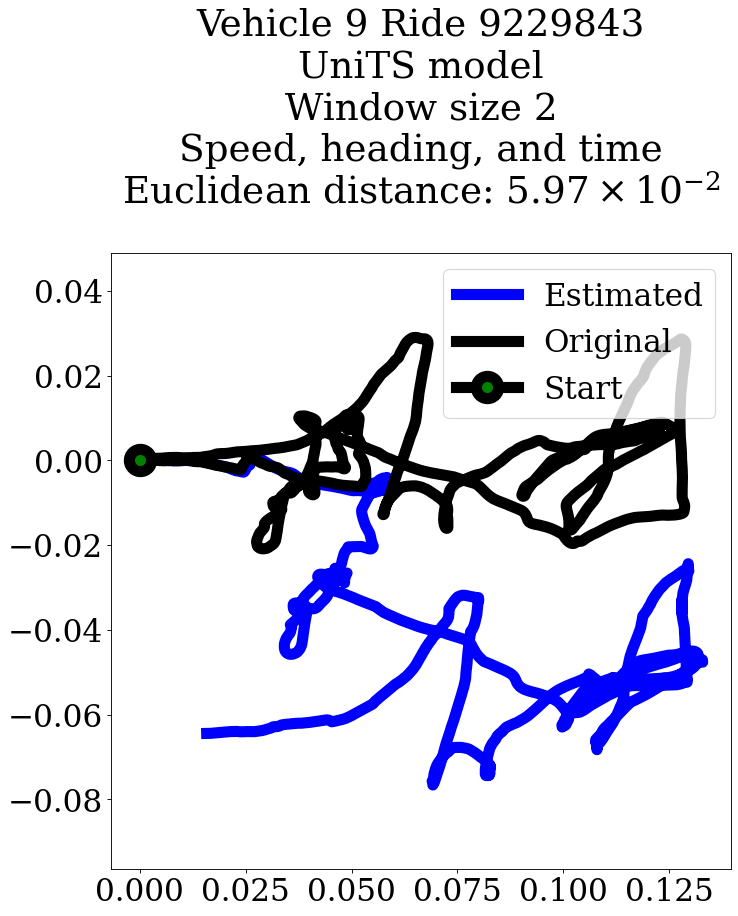 Vehicle 9 Ride 9229843
UniTS model
Window size 2
Speed, heading, and time
Euclidean distance: 5.97 × 10⁻²
Estimated
Original
Start
0.04
0.02
0.00
−0.02
−0.04
−0.06
−0.08
0.000 0.025 0.050 0.075 0.100 0.125